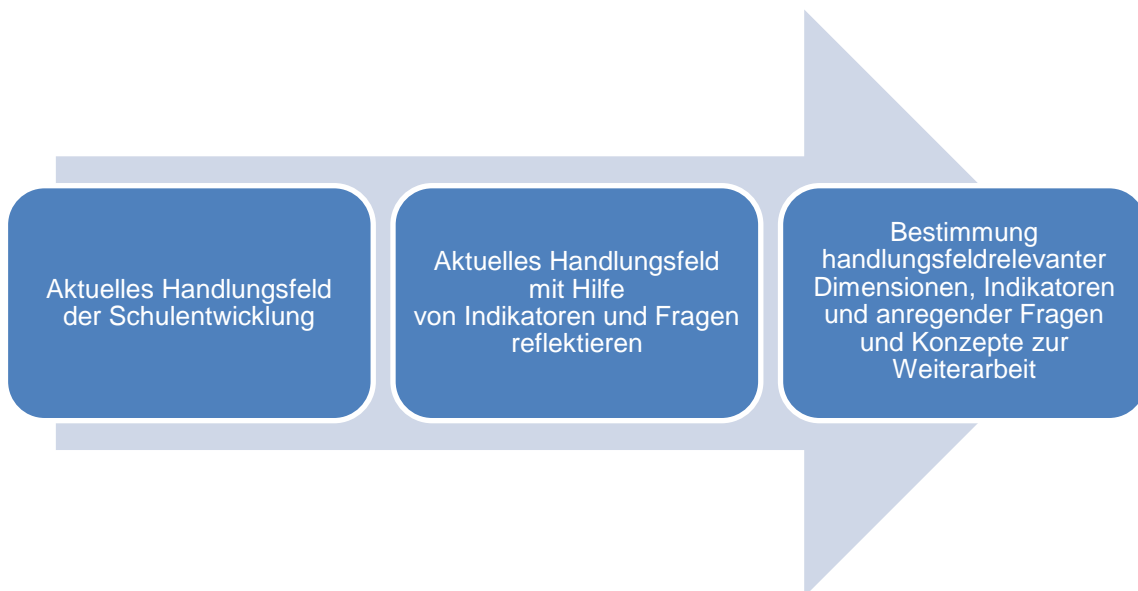 Aktuelles Handlungsfeld
der Schulentwicklung
Aktuelles Handlungsfeld
mit Hilfe
von Indikatoren und Fragen
reflektieren
Bestimmung
handlungsfeldrelevanter
Dimensionen, Indikatoren
und anregender Fragen
und Konzepte zur
Weiterarbeit